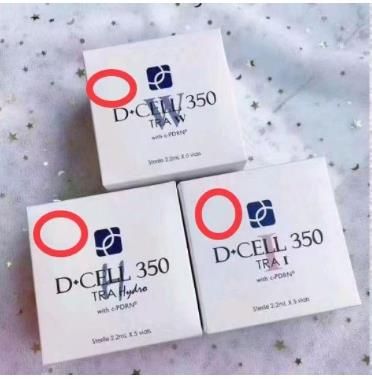 D•CELL 350
TRA W
W
with c-PDRN®
Sterile 2.2mL X 5 vials
D•CELL 350
TRA Hydro
H
with c-PDRN®
Sterile 2.2mL X 5 vials
D•CELL 350
TRA I
I
with c-PDRN®
Sterile 2.2mL X 5 vials